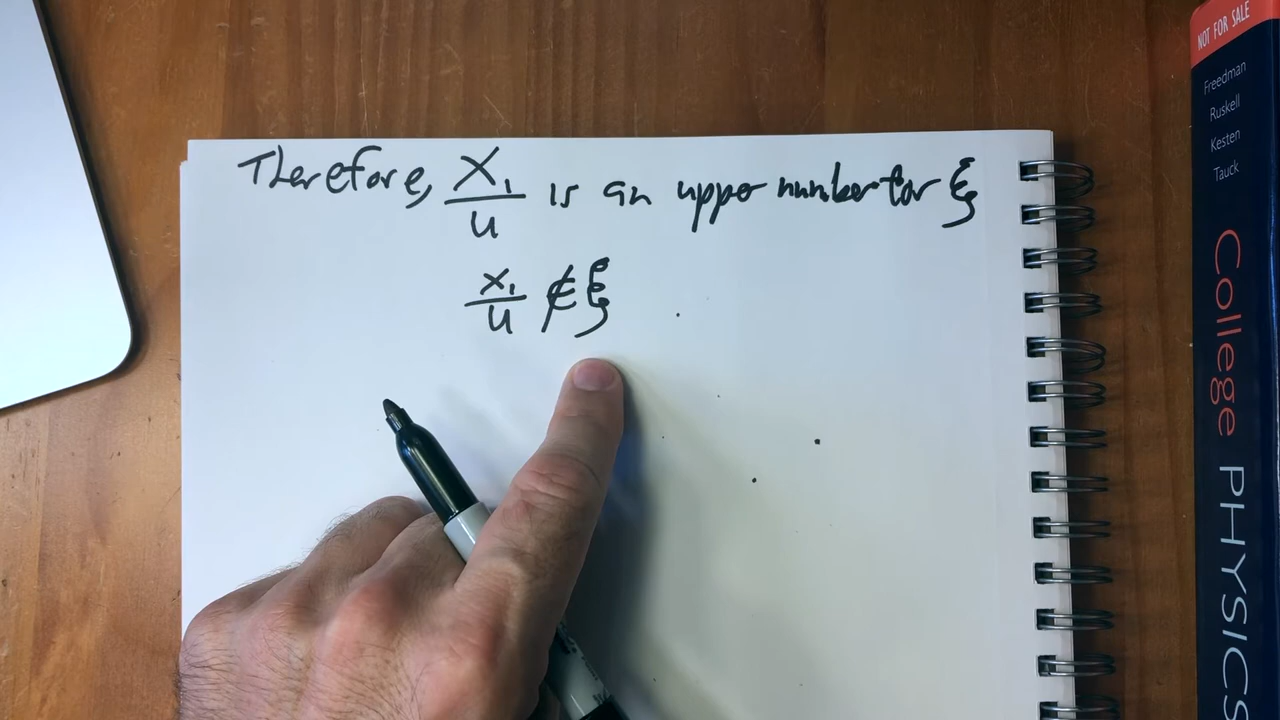 Therefore, X₁/u is an upper number for ξ
x₁/u ∉ ξ
NOT FOR SALE
Freedman
Ruskell
Kesten
Tauck
College PHYSICS